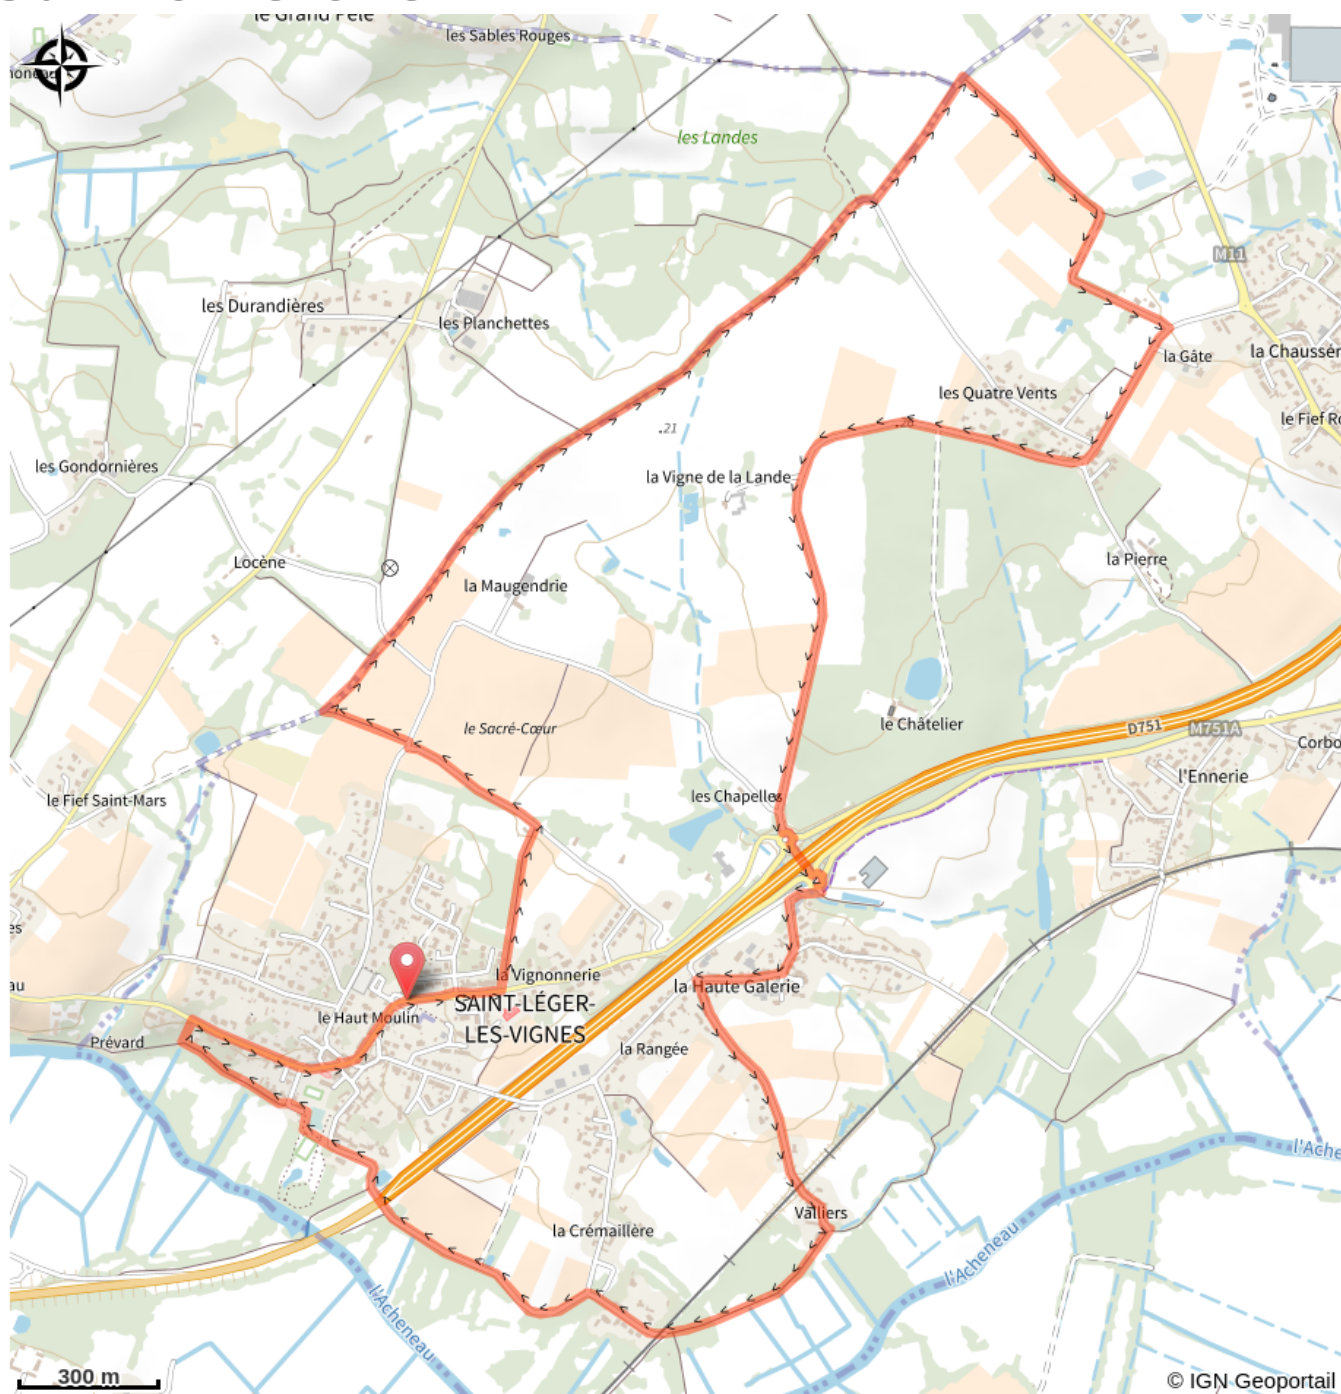 le Grand Pelé
les Sables Rouges
les Landes
M11
les Durandières
les Planchettes
la Gâte
la Chaussée
les Quatre Vents
.21
les Gondornières
la Vigne de la Lande
la Pierre
Locène
la Maugendrie
le Sacré-Cœur
le Châtelier
D751
M751A
l'Ennerie
le Fief Saint-Mars
les Chapelles
la Vignonnerie
la Haute Galerie
SAINT-LÉGER-
LES-VIGNES
le Haut Moulin
Prévard
la Rangée
Valliers
la Crémaillère
l'Acheneau
l'Acheneau
300 m
© IGN Geoportail